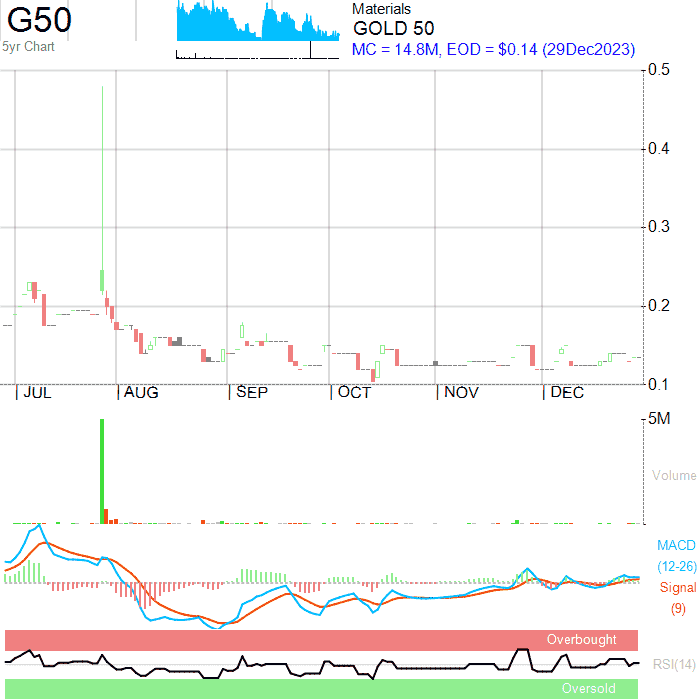 G50
5yr Chart
Materials
GOLD 50
MC = 14.8M, EOD = $0.14 (29Dec2023)
0.5
0.4
0.3
0.2
0.1
JUL AUG SEP OCT NOV DEC
5M
Volume
MACD
(12-26)
Signal
(9)
Overbought
RSI(14)
Oversold